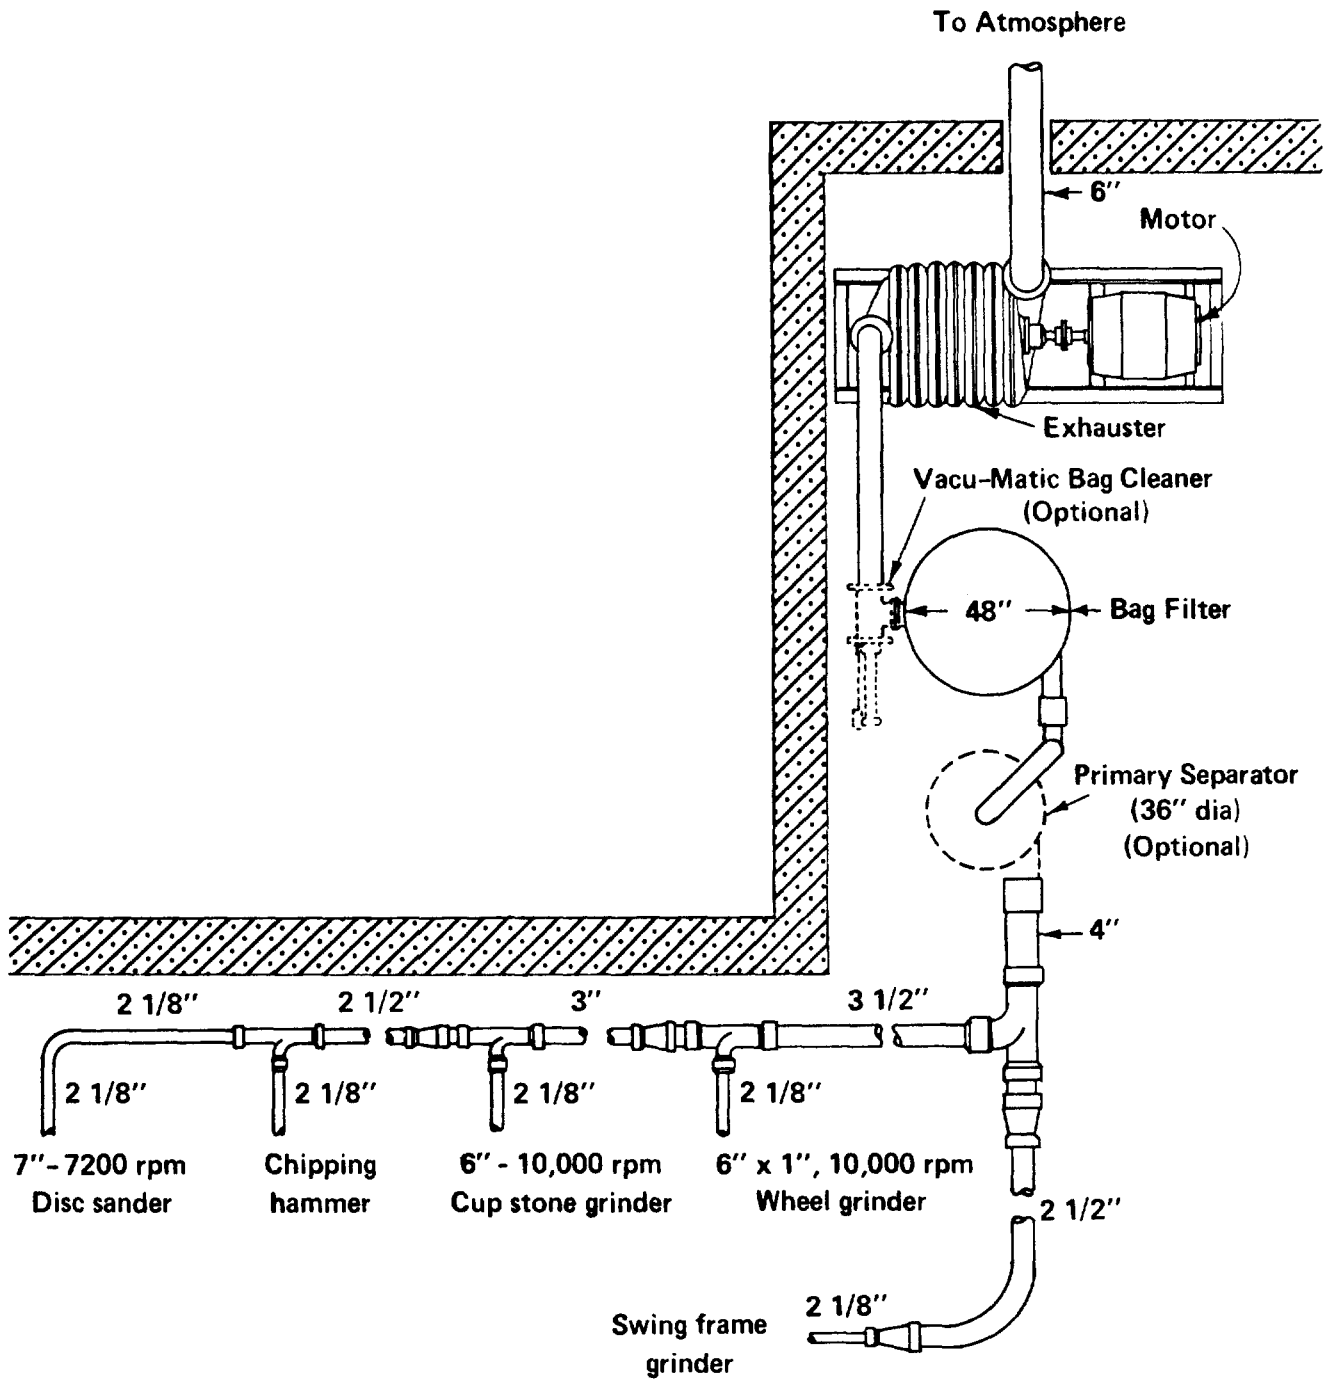 To Atmosphere
6"
Motor
Exhauster
Vacu-Matic Bag Cleaner
(Optional)
48"
Bag Filter
Primary Separator
(36" dia)
(Optional)
4"
2 1/8"
2 1/2"
3"
3 1/2"
2 1/8"
2 1/8"
2 1/8"
2 1/8"
7"-7200 rpm
Disc sander
Chipping
hammer
6" - 10,000 rpm
Cup stone grinder
6" x 1", 10,000 rpm
Wheel grinder
2 1/2"
2 1/8"
Swing frame
grinder